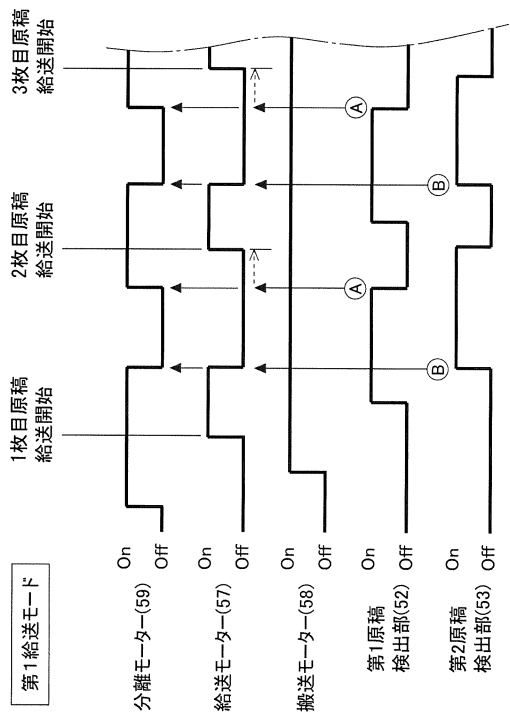 第1給送モード
1枚目原稿
給送開始
2枚目原稿
給送開始
3枚目原稿
給送開始
分離モーター(59)
On
Off
給送モーター(57)
On
Off
搬送モーター(58)
On
Off
第1原稿
検出部(52)
On
Off
Ⓐ
Ⓐ
第2原稿
検出部(53)
On
Off
Ⓑ
Ⓑ